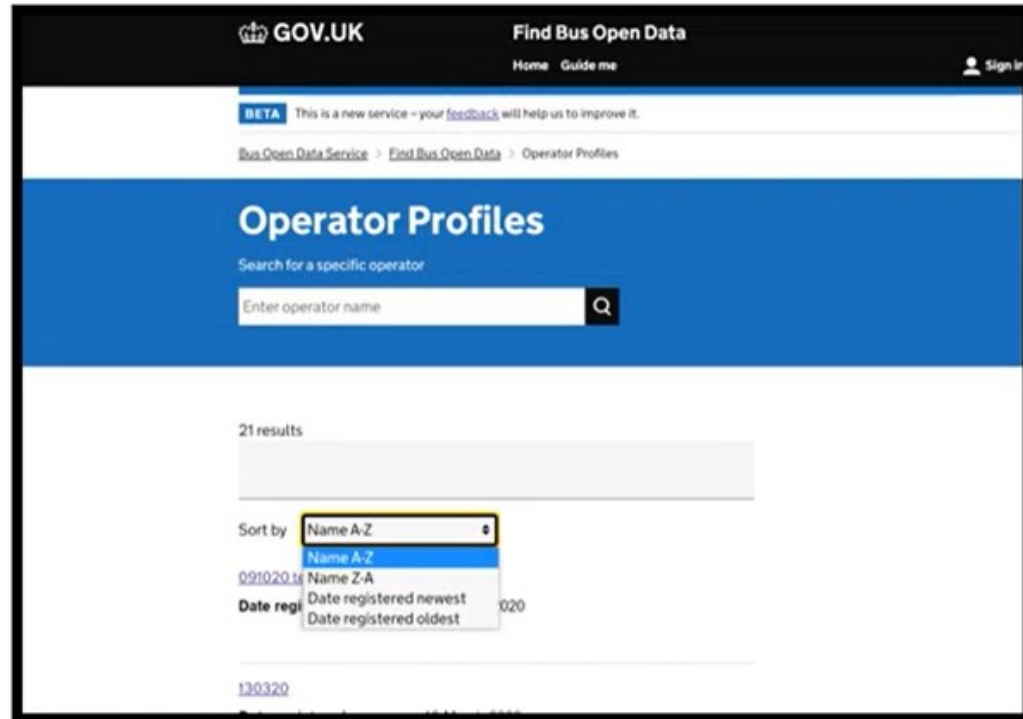 GOV.UK
Find Bus Open Data
Home Guide me
Sign in
BETA This is a new service – your feedback will help us to improve it.
Bus Open Data Service > Find Bus Open Data > Operator Profiles
Operator Profiles
Search for a specific operator
Enter operator name
21 results
Sort by Name A-Z
Name A-Z
Name Z-A
Date registered newest
Date registered oldest
091020
020
130320